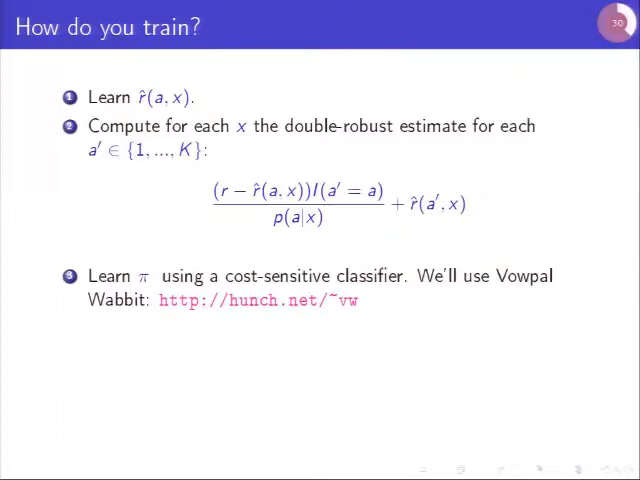 How do you train?
30
1 Learn r̂(a, x).
2 Compute for each x the double-robust estimate for each
a′ ∈ {1, ..., K}:
(r − r̂(a, x))I(a′ = a)
p(a|x)
+ r̂(a′, x)
3 Learn π using a cost-sensitive classifier. We'll use Vowpal
Wabbit: http://hunch.net/~vw